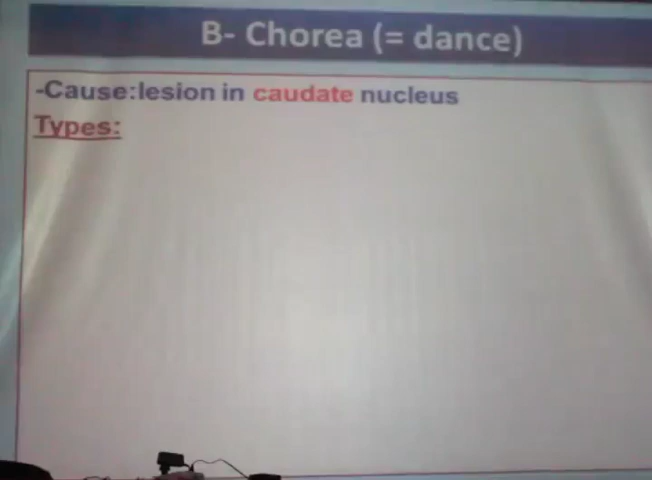 B- Chorea (= dance)
-Cause:lesion in caudate nucleus
Types: